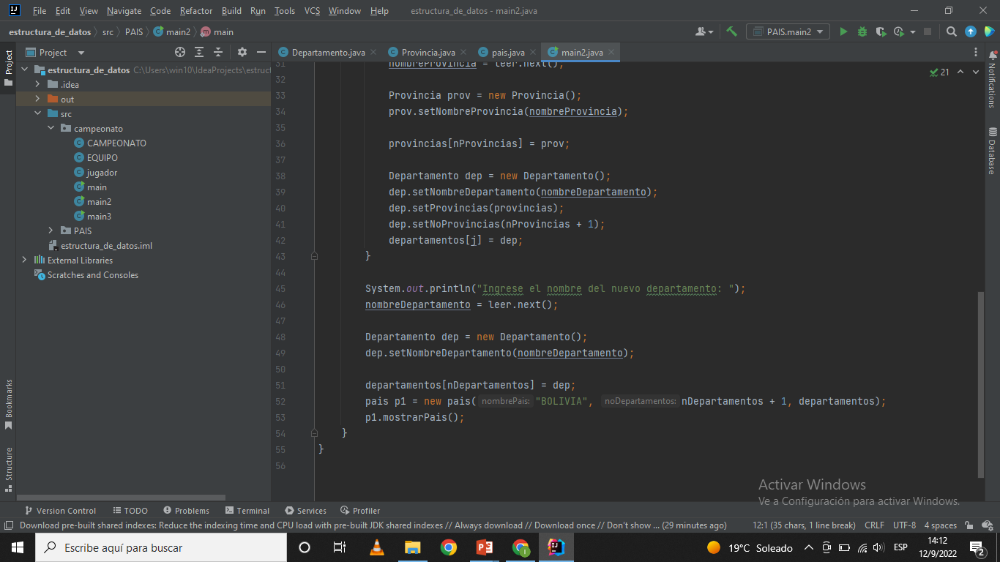 File Edit View Navigate Code Refactor Build Run Tools VCS Window Help estructura_de_datos - main2.java
estructura_de_datos src PAIS main2 main PAIS.main2
Project
Departamento.java Provincia.java pais.java main2.java
Project
estructura_de_datos C:\Users\win10\IdeaProjects\estruct
.idea
out
src
campeonato
CAMPEONATO
EQUIPO
jugador
main
main2
main3
PAIS
estructura_de_datos.iml
External Libraries
Scratches and Consoles
Bookmarks
Structure
31 nombreProvincia = leer.next();
32
33 Provincia prov = new Provincia();
34 prov.setNombreProvincia(nombreProvincia);
35
36 provincias[nProvincias] = prov;
37
38 Departamento dep = new Departamento();
39 dep.setNombreDepartamento(nombreDepartamento);
40 dep.setProvincias(provincias);
41 dep.setNoProvincias(nProvincias + 1);
42 departamentos[j] = dep;
43 }
44
45 System.out.println("Ingrese el nombre del nuevo departamento: ");
46 nombreDepartamento = leer.next();
47
48 Departamento dep = new Departamento();
49 dep.setNombreDepartamento(nombreDepartamento);
50
51 departamentos[nDepartamentos] = dep;
52 pais p1 = new pais( nombrePais: "BOLIVIA", noDepartamentos: nDepartamentos + 1, departamentos);
53 p1.mostrarPais();
54 }
55 }
56
21
Notifications
Database
Activar Windows
Ve a Configuración para activar Windows.
Version Control TODO Problems Terminal Services Profiler
Download pre-built shared indexes: Reduce the indexing time and CPU load with pre-built JDK shared indexes // Always download // Download once // Don't show ... (29 minutes ago) 12:1 (35 chars, 1 line break) CRLF UTF-8 4 spaces
Escribe aquí para buscar
19°C Soleado ESP
14:12
12/9/2022
2